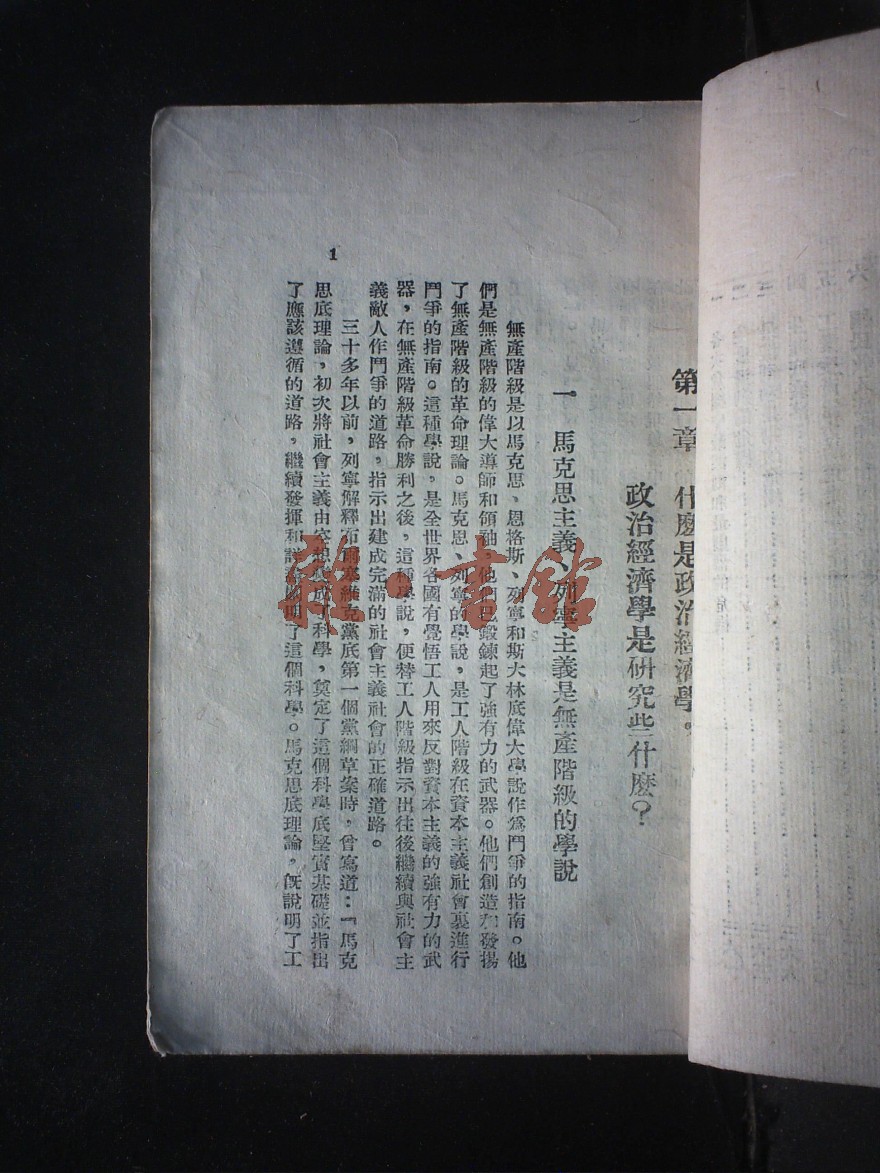 第一章 什麽是政治經濟學。
政治經濟學是研究些什麽？
一 馬克思主義、列寧主義是無產階級的學說
無產階級是以馬克思、恩格斯、列寧和斯大林底偉大學說作爲鬥爭的指南。他
們是無產階級的偉大導師和領袖，他們已鍛鍊起了強有力的武器。他們創造和發揚
了無產階級的革命理論。馬克思、列寧的學說，是工人階級在資本主義社會裏進行
鬥爭的指南。這種學說，是全世界各國有覺悟工人用來反對資本主義的強有力的武
器，在無產階級革命勝利之後，這種學說，便替工人階級指示出往後繼續與社會主
義敵人作鬥爭的道路，指示出建成完滿的社會主義社會的正確道路。
三十多年以前，列寧解釋布爾塞維克黨底第一個黨綱草案時，曾寫道：『馬克
思底理論，初次將社會主義由空想變成了科學，奠定了這個科學底堅實基礎並指出
了應該遵循的道路，繼續發揮和詳 明了這個科學。馬克思底理論，旣說明了工
1
龍 書館